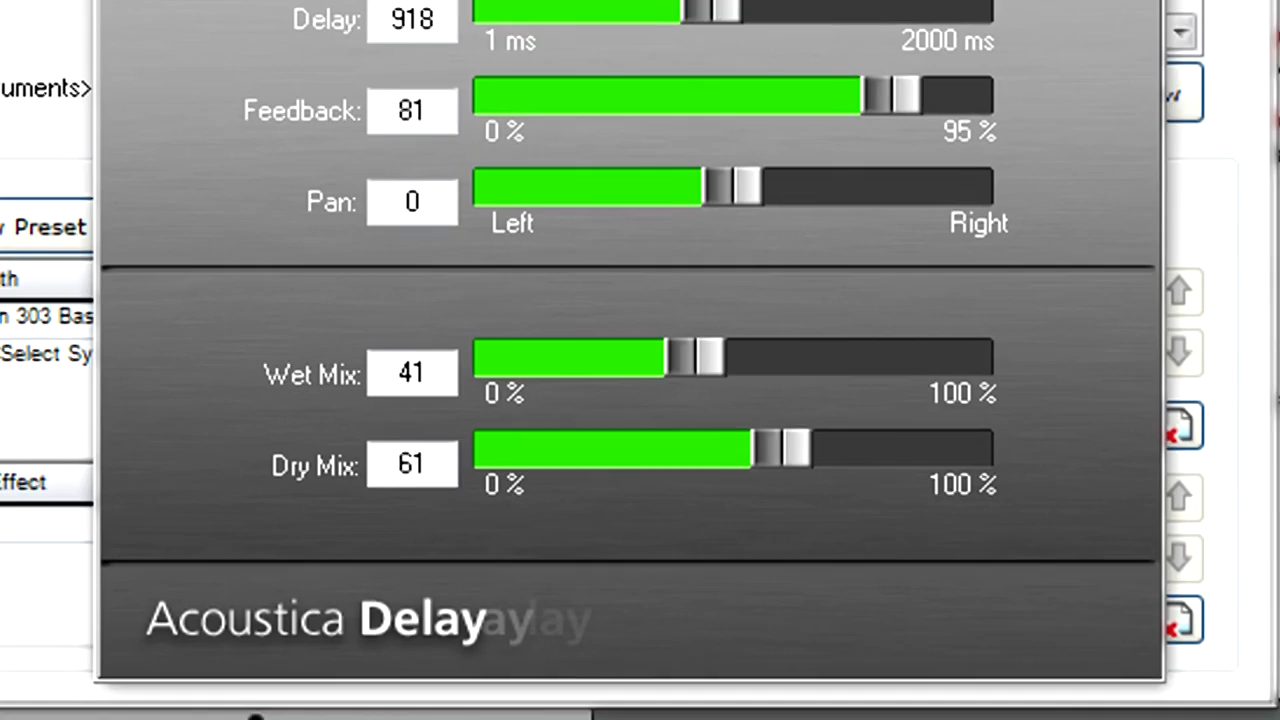 Delay: 918
1 ms 2000 ms
uments>
Feedback: 81
0 % 95 %
Pan: 0
Left Right
Preset
th
n 303 Bas
Select Sy
Wet Mix: 41
0 % 100 %
Dry Mix: 61
0 % 100 %
Effect
Acoustica Delay